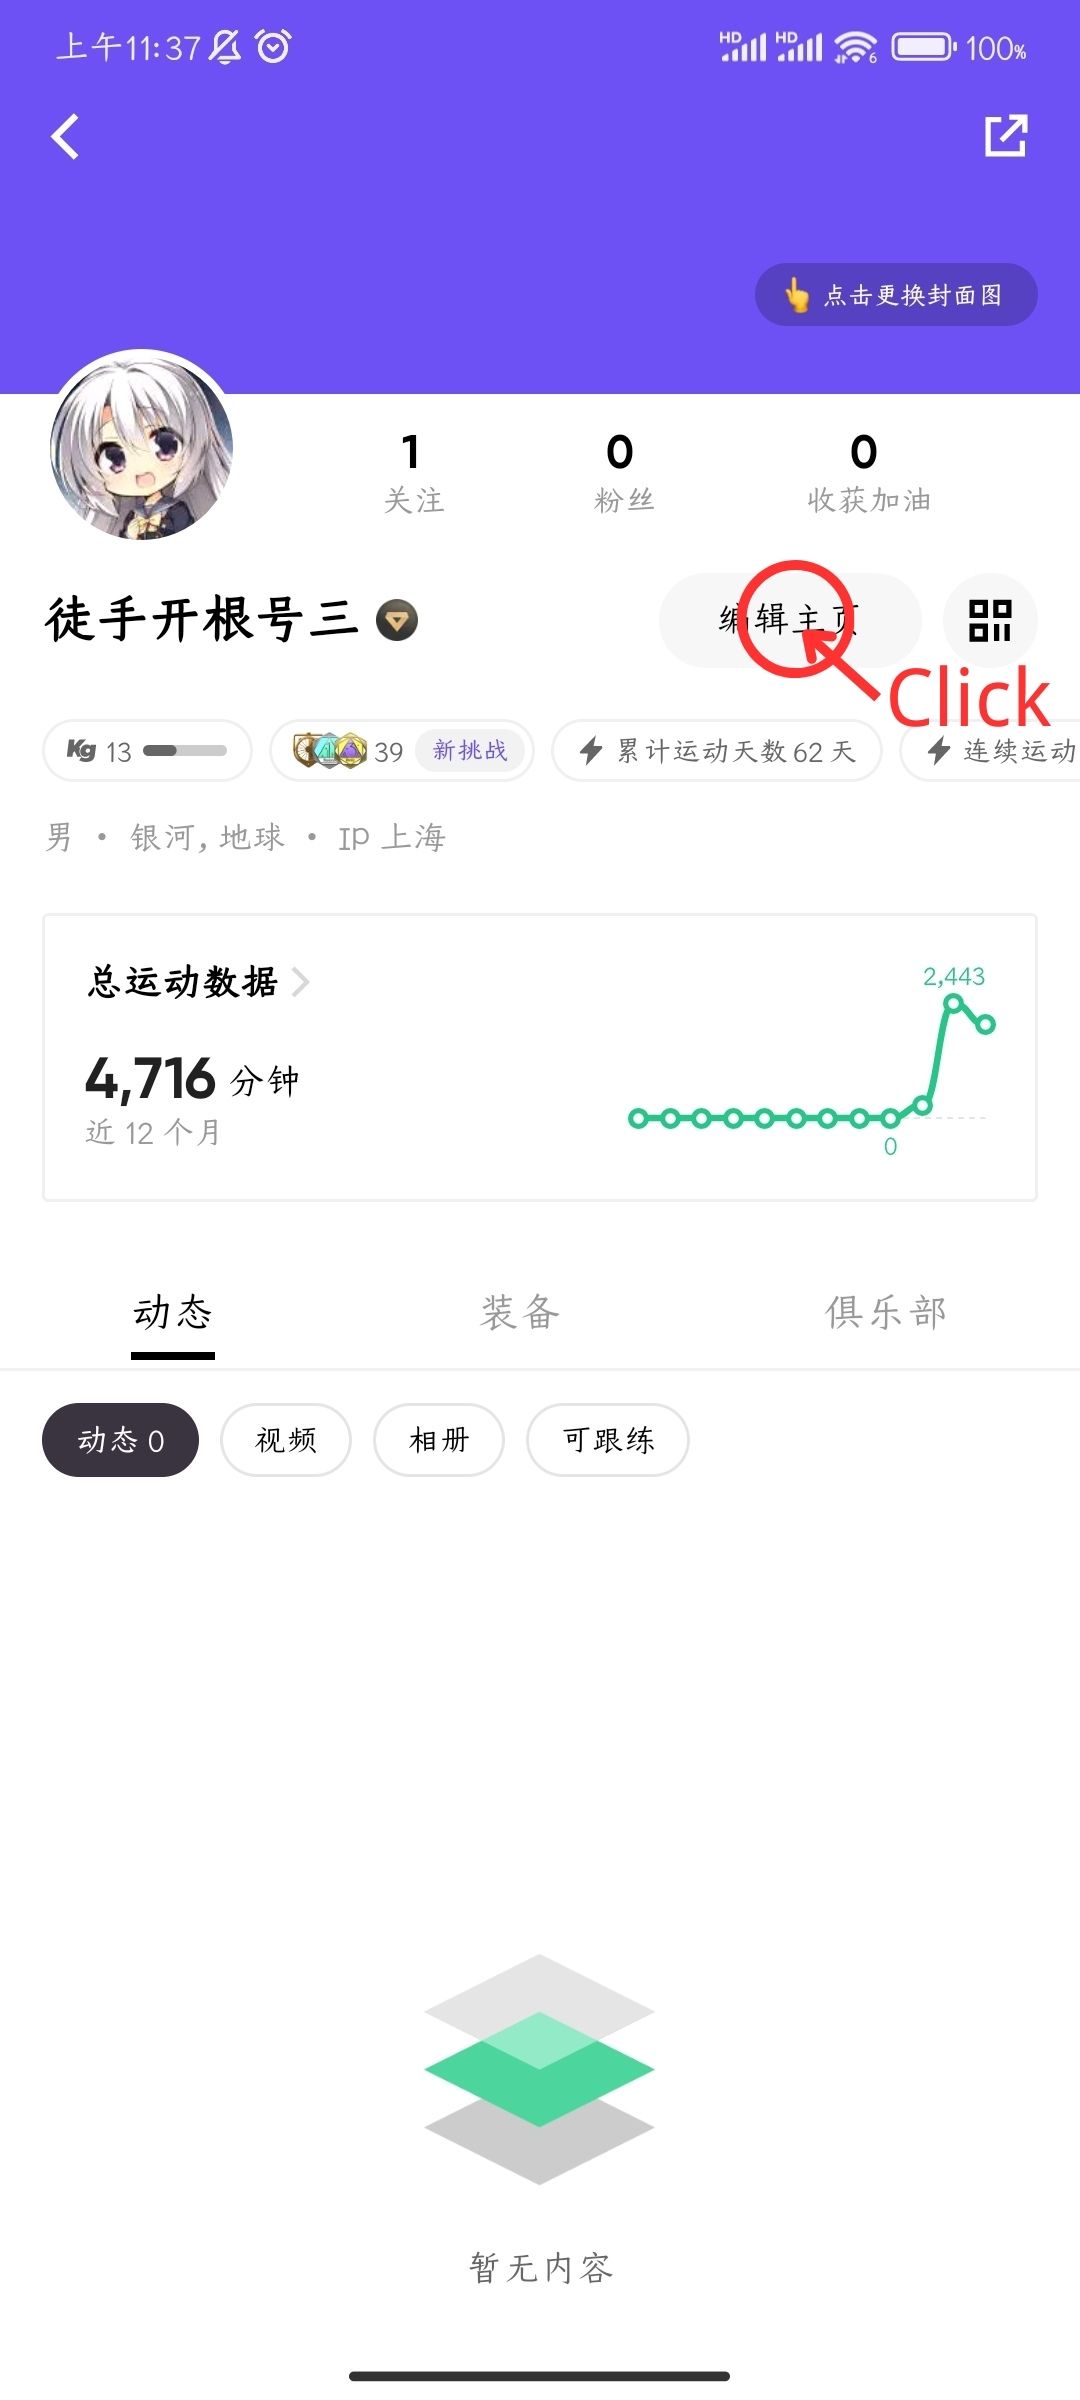 上午11:37 HD HD 6 100%
点击更换封面图
1 0 0
关注 粉丝 收获加油
徒手开根号三 编辑主页
Click
Kg 13 39 新挑战 累计运动天数 62 天 连续运动
男 · 银河, 地球 · IP 上海
总运动数据
2,443
4,716 分钟
近 12 个月
0
动态 装备 俱乐部
动态 0 视频 相册 可跟练
暂无内容